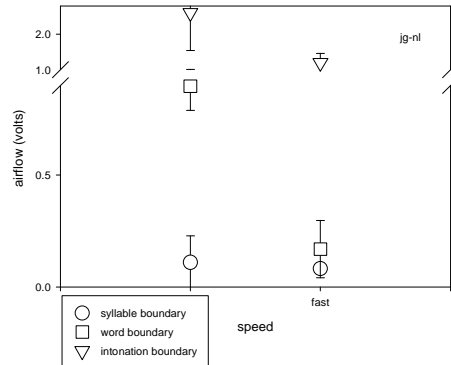 2.0
jg-nl
1.0
airflow (volts)
0.5
0.0
fast
speed
syllable boundary
word boundary
intonation boundary